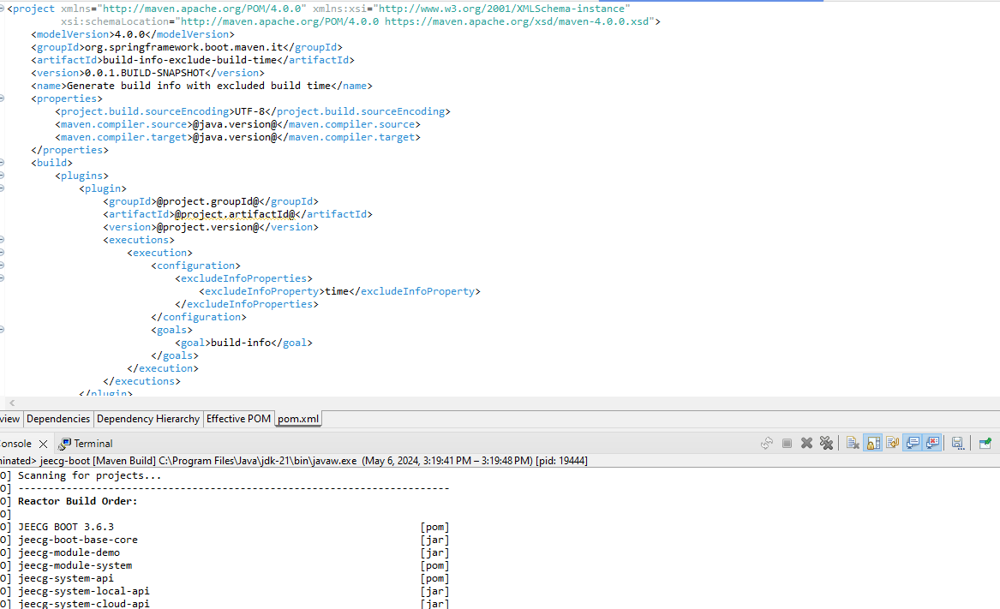 <project xmlns="http://maven.apache.org/POM/4.0.0" xmlns:xsi="http://www.w3.org/2001/XMLSchema-instance"
xsi:schemaLocation="http://maven.apache.org/POM/4.0.0 https://maven.apache.org/xsd/maven-4.0.0.xsd">
<modelVersion>4.0.0</modelVersion>
<groupId>org.springframework.boot.maven.it</groupId>
<artifactId>build-info-exclude-build-time</artifactId>
<version>0.0.1.BUILD-SNAPSHOT</version>
<name>Generate build info with excluded build time</name>
<properties>
<project.build.sourceEncoding>UTF-8</project.build.sourceEncoding>
<maven.compiler.source>@java.version@</maven.compiler.source>
<maven.compiler.target>@java.version@</maven.compiler.target>
</properties>
<build>
<plugins>
<plugin>
<groupId>@project.groupId@</groupId>
<artifactId>@project.artifactId@</artifactId>
<version>@project.version@</version>
<executions>
<execution>
<configuration>
<excludeInfoProperties>
<excludeInfoProperty>time</excludeInfoProperty>
</excludeInfoProperties>
</configuration>
<goals>
<goal>build-info</goal>
</goals>
</execution>
</executions>
</plugin>
view Dependencies Dependency Hierarchy Effective POM pom.xml
onsole Terminal
minated> jeecg-boot [Maven Build] C:\Program Files\Java\jdk-21\bin\javaw.exe (May 6, 2024, 3:19:41 PM – 3:19:48 PM) [pid: 19444]
O] Scanning for projects...
O] ------------------------------------------------------------------------
O] Reactor Build Order:
O]
O] JEECG BOOT 3.6.3 [pom]
O] jeecg-boot-base-core [jar]
O] jeecg-module-demo [jar]
O] jeecg-module-system [pom]
O] jeecg-system-api [pom]
O] jeecg-system-local-api [jar]
O] jeecg-system-cloud-api [jar]